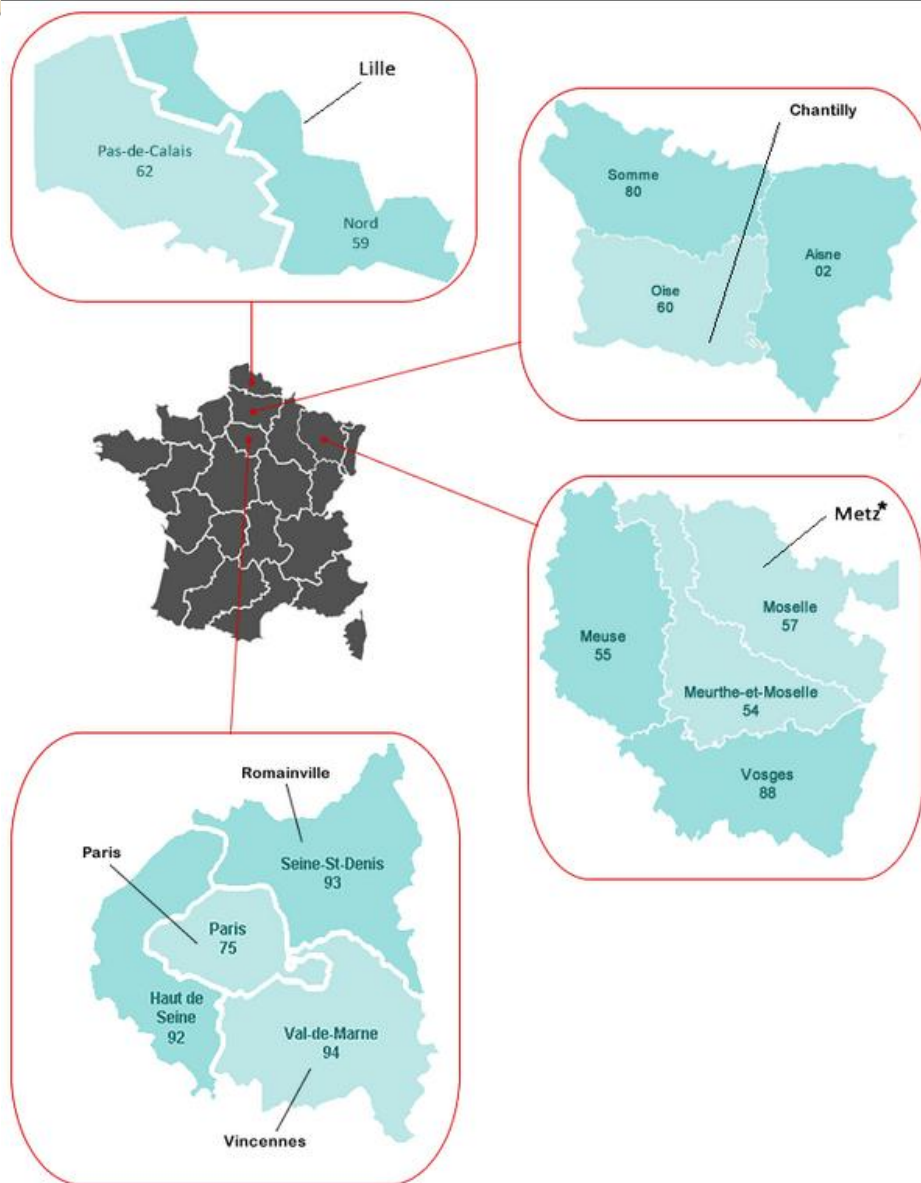 Lille
Pas-de-Calais
62
Nord
59
Chantilly
Somme
80
Aisne
02
Oise
60
Metz*
Moselle
57
Meuse
55
Meurthe-et-Moselle
54
Vosges
88
Romainville
Paris
Seine-St-Denis
93
Paris
75
Haut de
Seine
92
Val-de-Marne
94
Vincennes